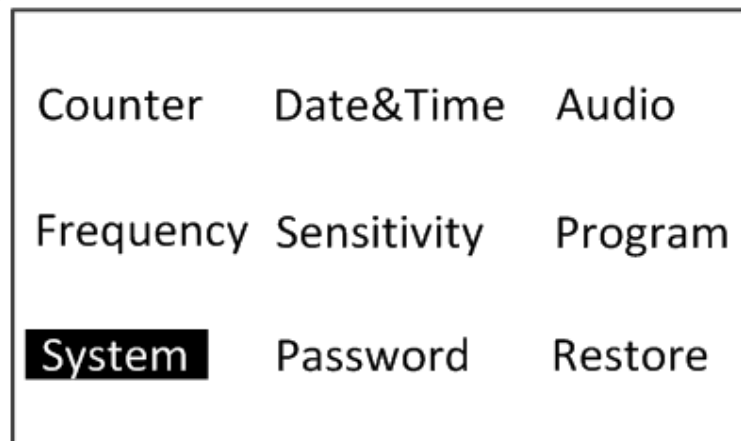 Counter Date&Time Audio
Frequency Sensitivity Program
System Password Restore